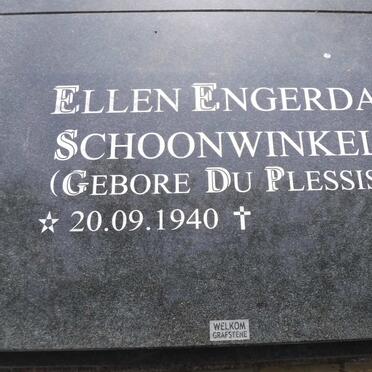 ELLEN ENGERDA
SCHOONWINKEL
(GEBORE DU PLESSIS
☆ 20.09.1940 ✝
WELKOM
GRAFSTENE